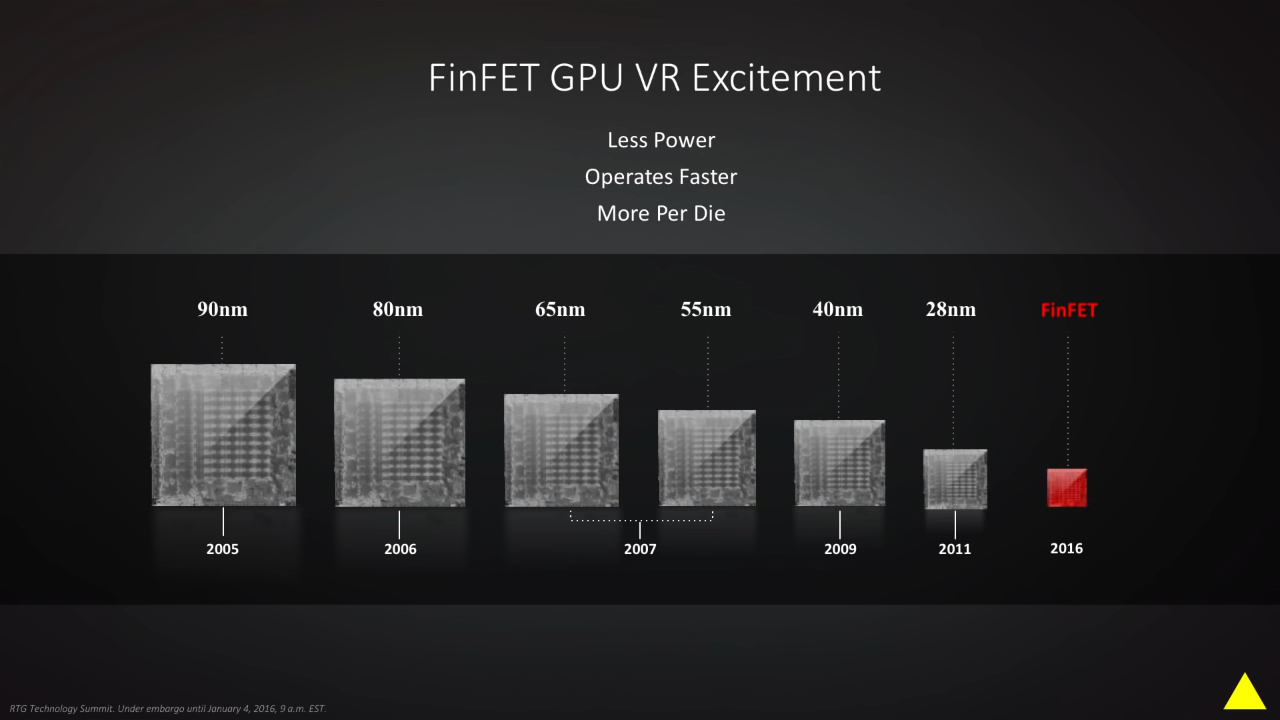 FinFET GPU VR Excitement
Less Power
Operates Faster
More Per Die
90nm 80nm 65nm 55nm 40nm 28nm FinFET
2005 2006 2007 2009 2011 2016
RTG Technology Summit. Under embargo until January 4, 2016, 9 a.m. EST.